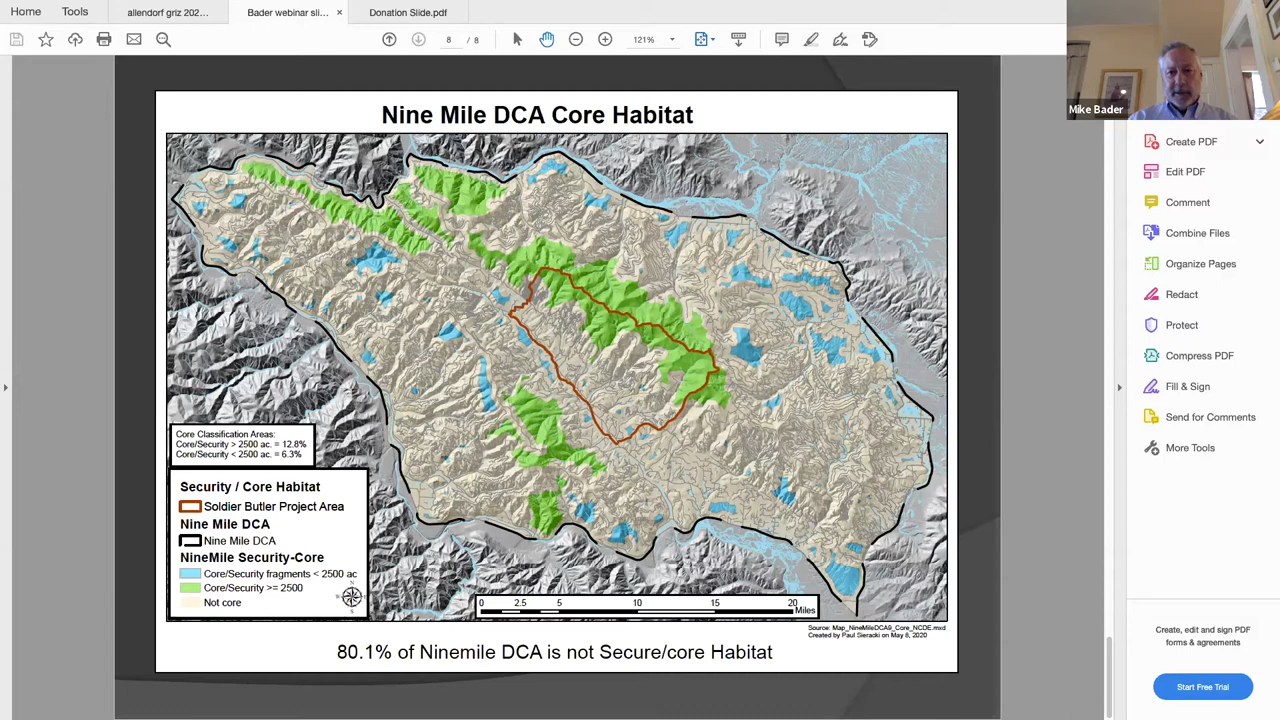 Home
Tools
allendorf griz 202...
Bader webinar sli...
×
Donation Slide.pdf
8 / 8
121%
Mike Bader
Nine Mile DCA Core Habitat
Core Classification Areas:
Core/Security > 2500 ac. = 12.8%
Core/Security < 2500 ac. = 6.3%
Security / Core Habitat
Soldier Butler Project Area
Nine Mile DCA
Nine Mile DCA
NineMile Security-Core
Core/Security fragments < 2500 ac
Core/Security >= 2500
Not core
N
S
0 2.5 5 10 15 20
Miles
Source: Map_NineMileDCA9_Core_NCDE.mxd
Created by Paul Sieracki on May 8, 2020
80.1% of Ninemile DCA is not Secure/core Habitat
Create PDF
Edit PDF
Comment
Combine Files
Organize Pages
Redact
Protect
Compress PDF
Fill & Sign
Send for Comments
More Tools
Create, edit and sign PDF
forms & agreements
Start Free Trial